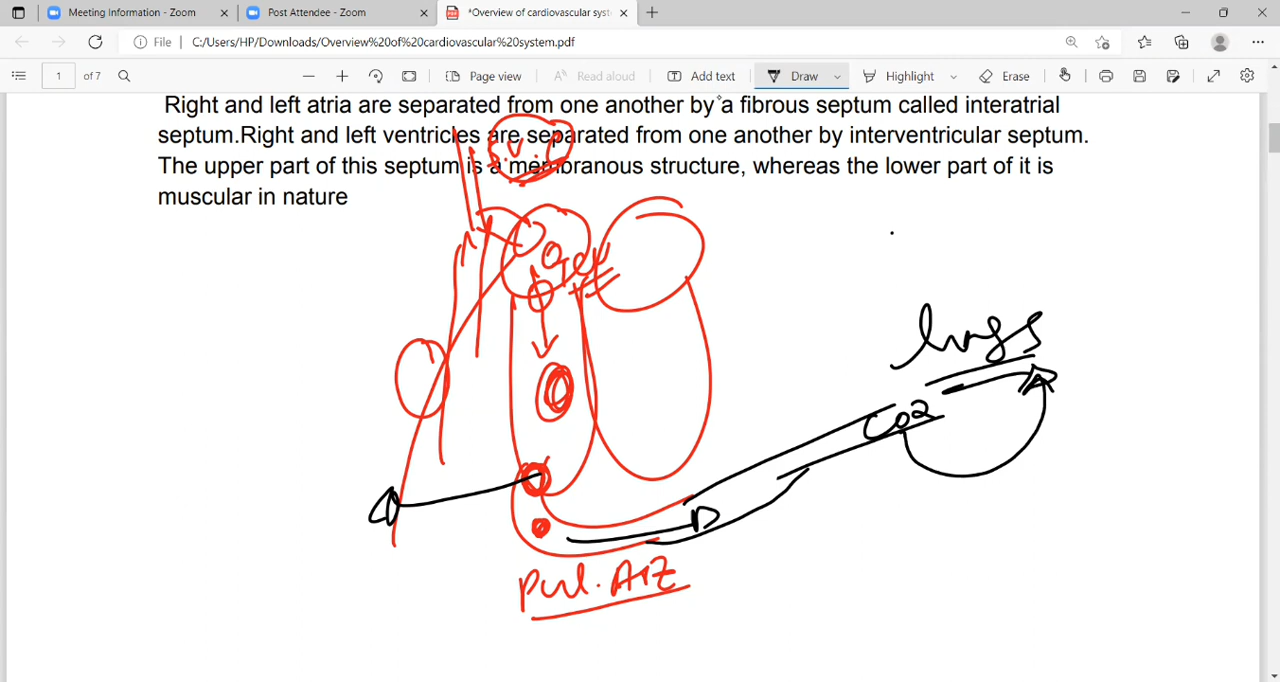 Meeting Information - Zoom
Post Attendee - Zoom
*Overview of cardiovascular syst
File
C:/Users/HP/Downloads/Overview%20of%20cardiovascular%20system.pdf
1 of 7
Page view
Read aloud
Add text
Draw
Highlight
Erase
Right and left atria are separated from one another by a fibrous septum called interatrial
septum.Right and left ventricles are separated from one another by interventricular septum.
The upper part of this septum is a membranous structure, whereas the lower part of it is
muscular in nature
S.V.C
lungs
Co2
Pul.